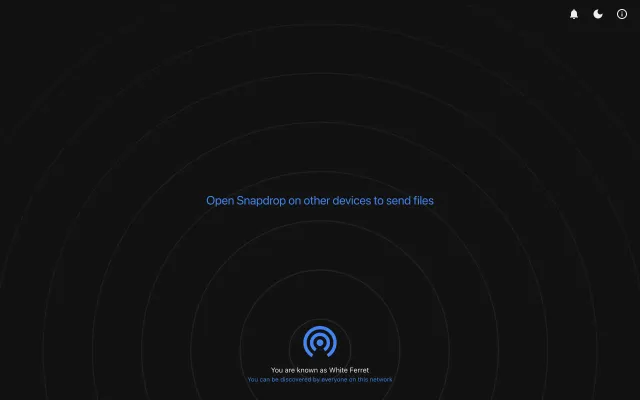 Open Snapdrop on other devices to send files
You are known as White Ferret
You can be discovered by everyone on this network